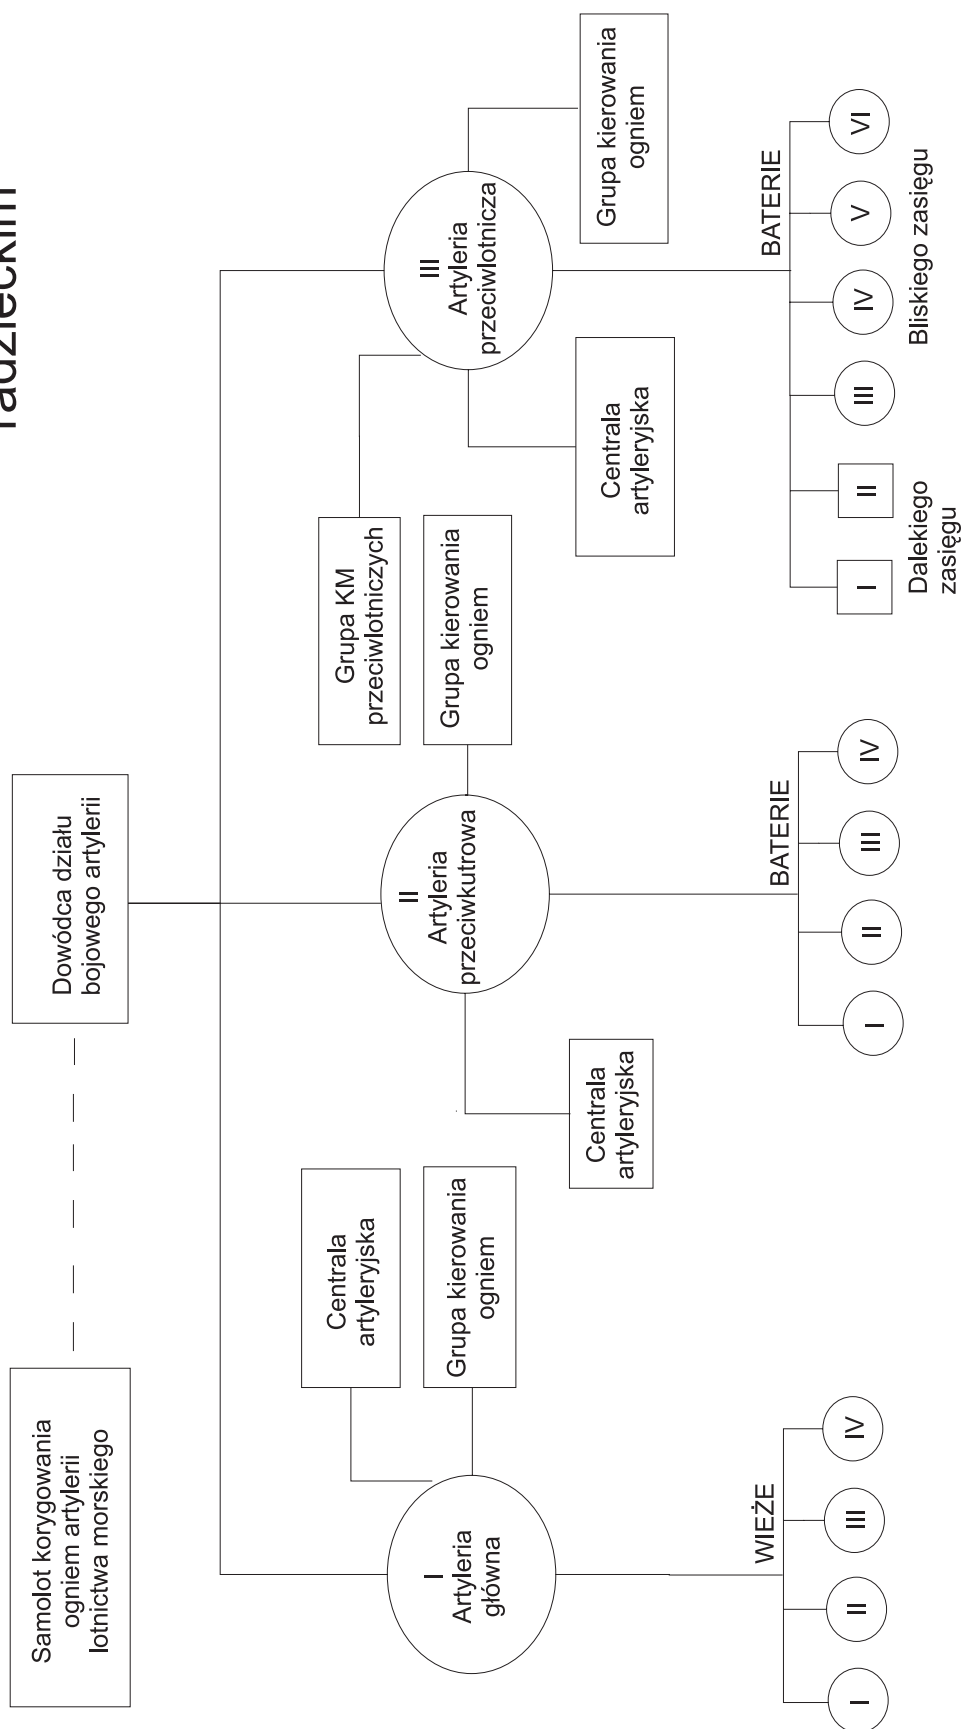 radzieckim
Samolot korygowania
ogniem artylerii
lotnictwa morskiego
Dowódca działu
bojowego artylerii
Centrala
artyleryjska
Grupa kierowania
ogniem
I
Artyleria
główna
WIEŻE
I
II
III
IV
Grupa kierowania
ogniem
II
Artyleria
przeciwkutrowa
Centrala
artyleryjska
BATERIE
I
II
III
IV
Grupa KM
przeciwlotniczych
III
Artyleria
przeciwlotnicza
Centrala
artyleryjska
Grupa kierowania
ogniem
BATERIE
I
II
III
IV
V
VI
Dalekiego
zasięgu
Bliskiego zasięgu